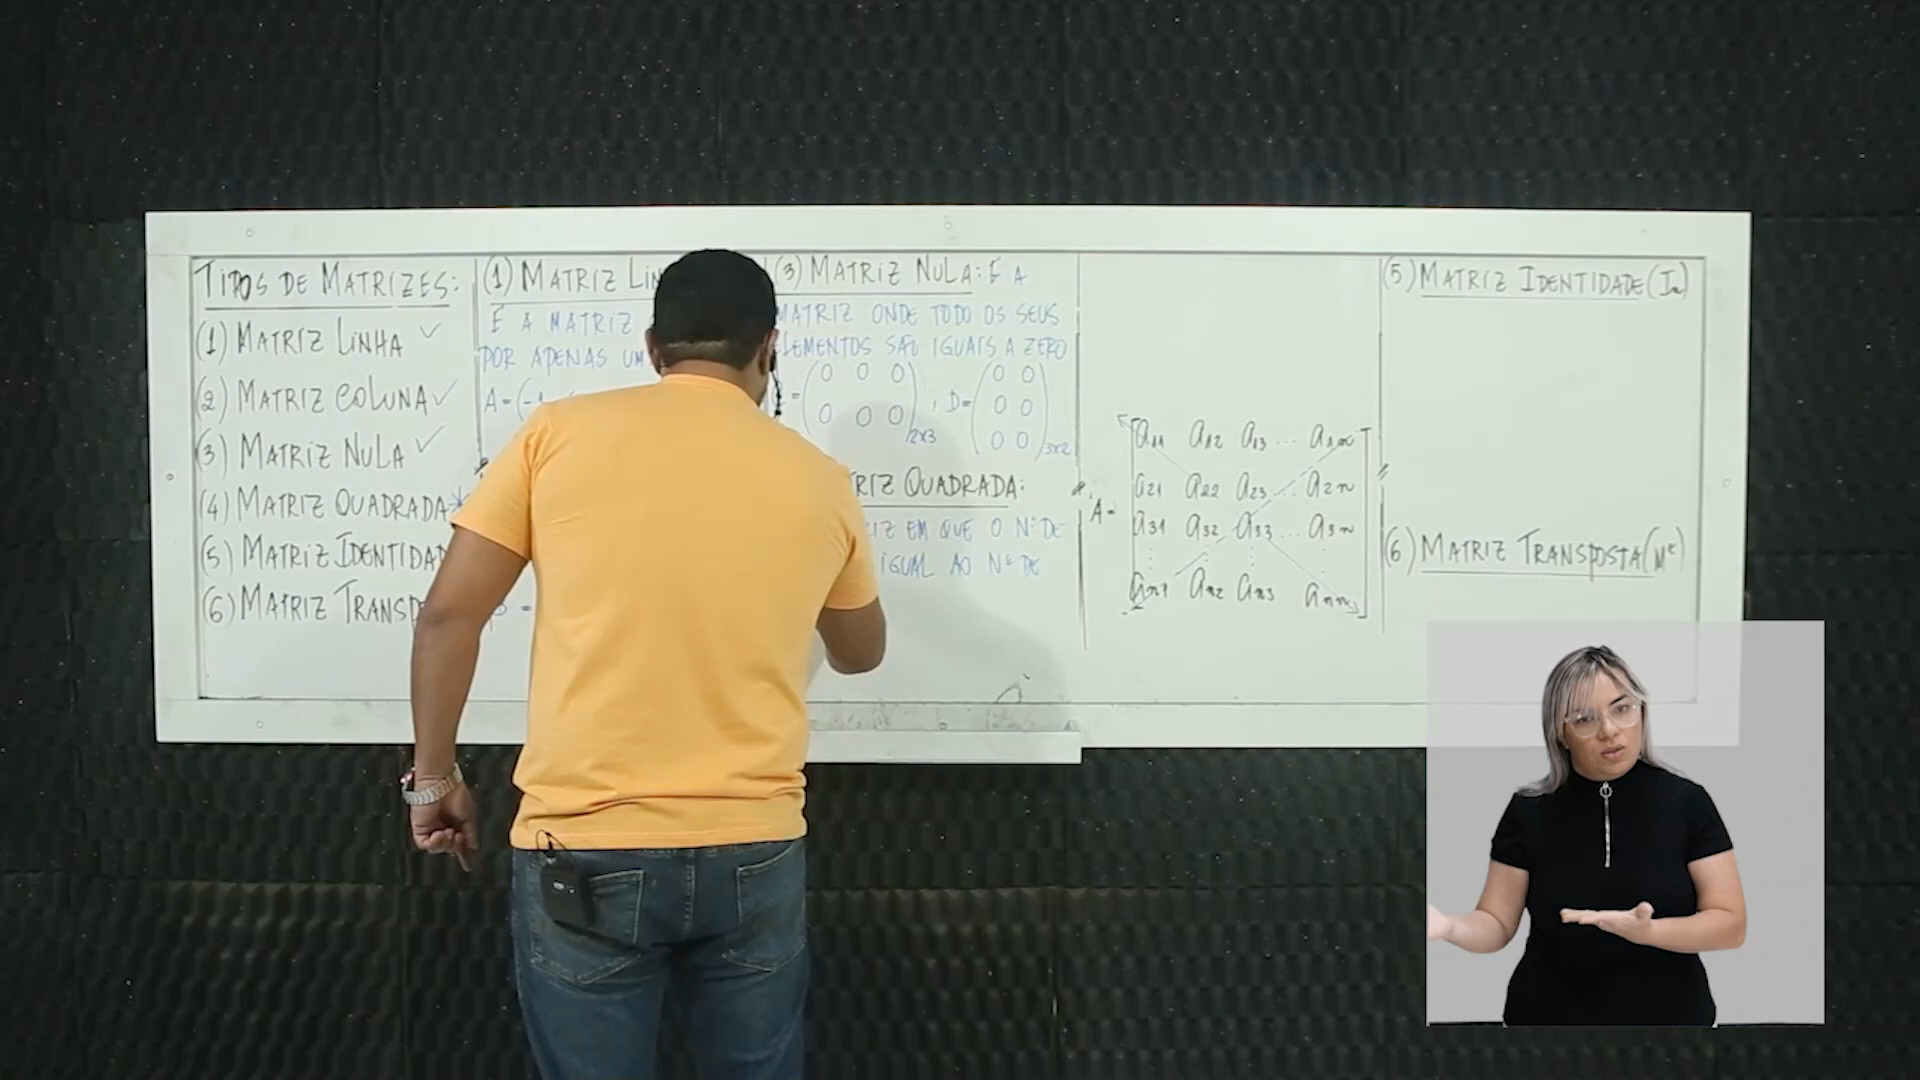 TIPOS DE MATRIZES:
(1) MATRIZ LINHA ✓
(2) MATRIZ COLUNA ✓
(3) MATRIZ NULA ✓
(4) MATRIZ QUADRADA *
(5) MATRIZ IDENTIDAD
(6) MATRIZ TRANSP
(1) MATRIZ LIN
É A MATRIZ
POR APENAS UM
A = (-1
(3) MATRIZ NULA: É A
MATRIZ ONDE TODO OS SEUS
ELEMENTOS SÃO IGUAIS A ZERO
= (0 0 0
0 0 0) 2x3 , D = (0 0
0 0
0 0) 3x2
RIZ QUADRADA:
IZ EM QUE O Nº DE
IGUAL AO Nº DE
A =
a11 a12 a13 ... a1n
a21 a22 a23 ... a2n
a31 a32 a33 ... a3n
⋮ ⋮ ⋮ ⋮
an1 an2 an3 ann
(5) MATRIZ IDENTIDADE (In)
(6) MATRIZ TRANSPOSTA (Mt)